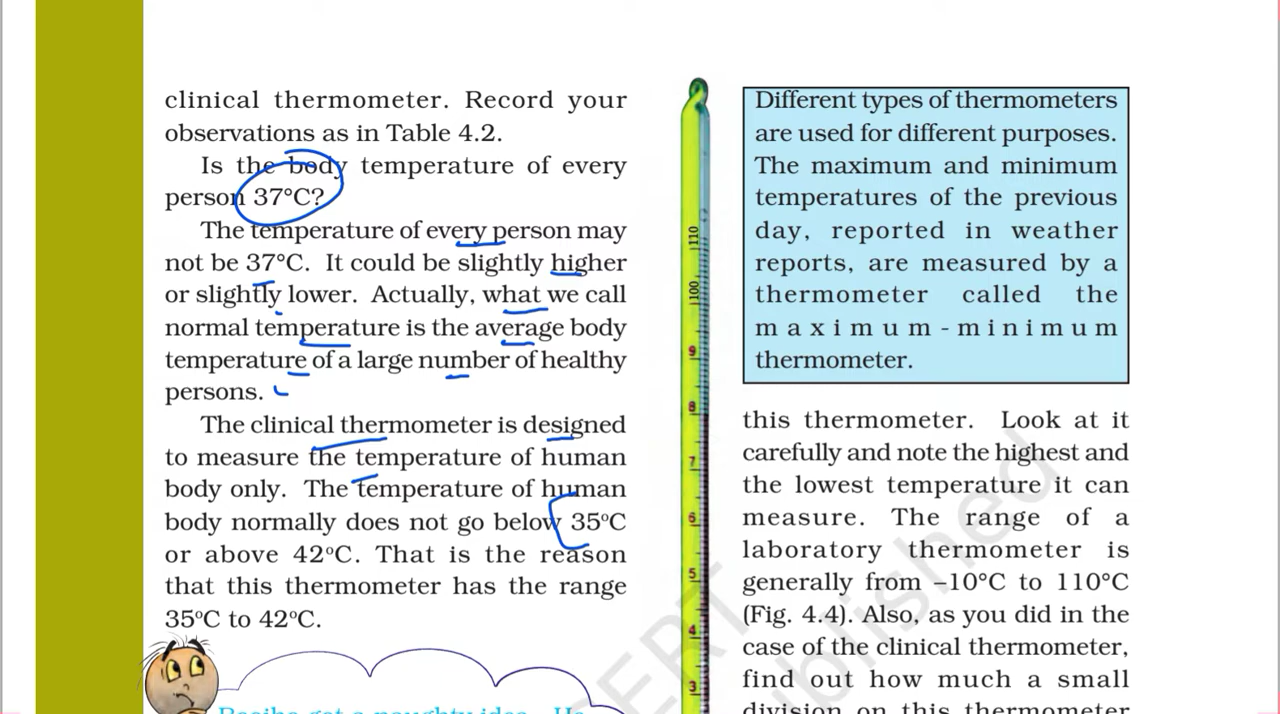 clinical thermometer. Record your
observations as in Table 4.2.
Is the body temperature of every
person 37°C?
The temperature of every person may
not be 37°C. It could be slightly higher
or slightly lower. Actually, what we call
normal temperature is the average body
temperature of a large number of healthy
persons.
The clinical thermometer is designed
to measure the temperature of human
body only. The temperature of human
body normally does not go below 35°C
or above 42°C. That is the reason
that this thermometer has the range
35°C to 42°C.
110
100
9
8
7
6
5
4
3
Different types of thermometers
are used for different purposes.
The maximum and minimum
temperatures of the previous
day, reported in weather
reports, are measured by a
thermometer called the
maximum-minimum
thermometer.
this thermometer. Look at it
carefully and note the highest and
the lowest temperature it can
measure. The range of a
laboratory thermometer is
generally from –10°C to 110°C
(Fig. 4.4). Also, as you did in the
case of the clinical thermometer,
find out how much a small
division on this thermometer